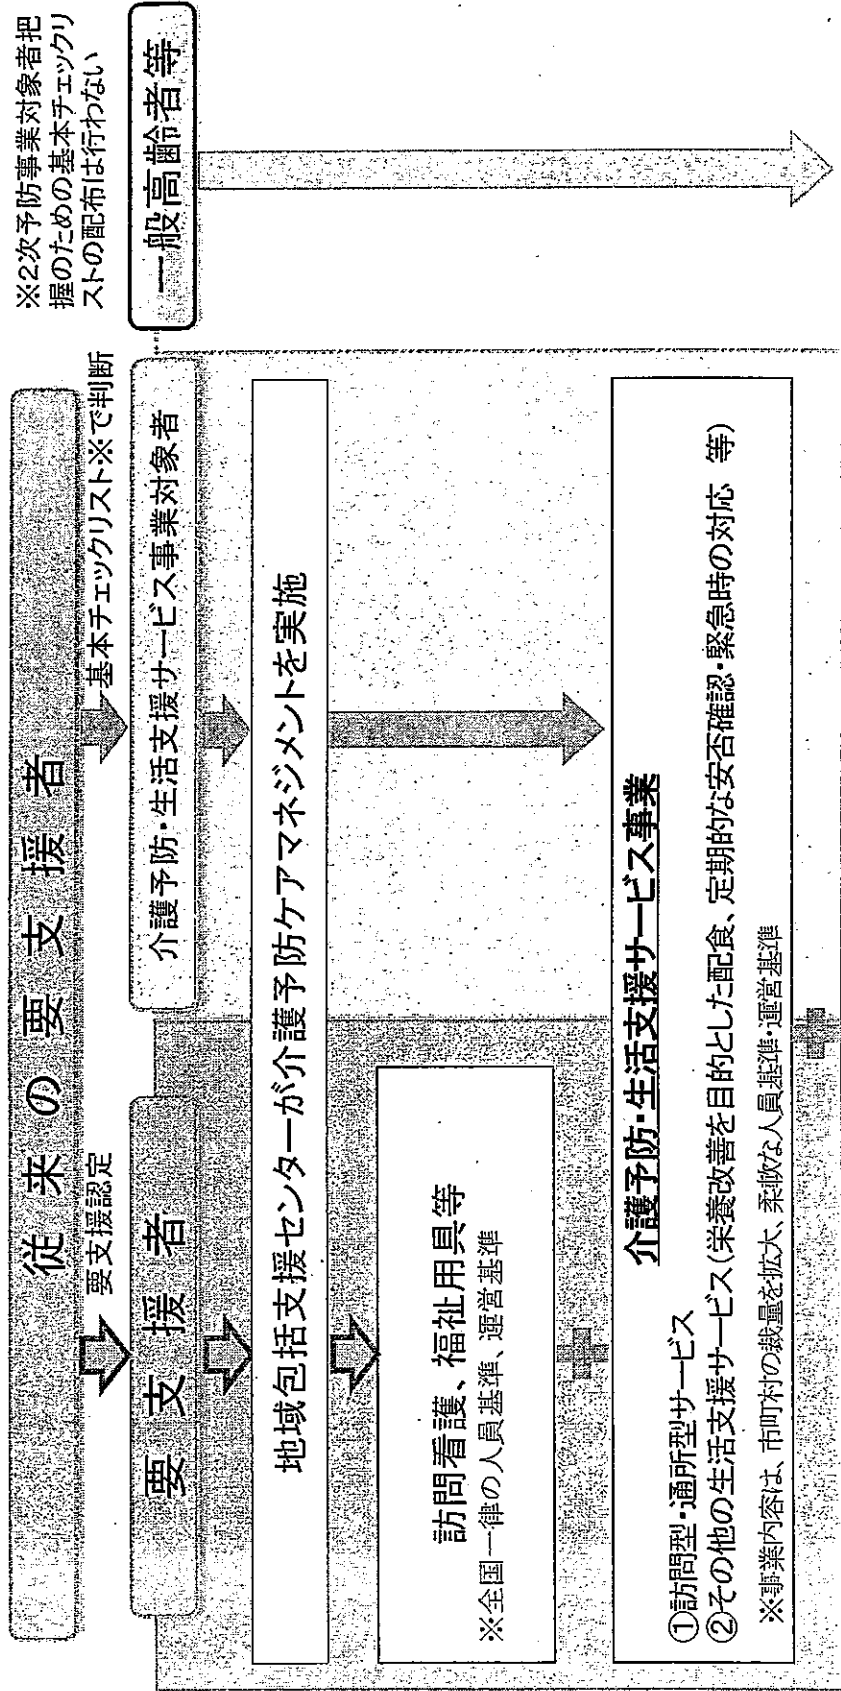 従来の要支援者
要支援認定
基本チェックリスト※で判断
※2次予防事業対象者把
握のための基本チェックリ
ストの配布は行わない
要支援者
介護予防・生活支援サービス事業対象者
一般高齢者等
地域包括支援センターが介護予防ケアマネジメントを実施
訪問看護、福祉用具等
※全国一律の人員基準、運営基準
介護予防・生活支援サービス事業
①訪問型・通所型サービス
②その他の生活支援サービス(栄養改善を目的とした配食、定期的な安否確認・緊急時の対応 等)
※事業内容は、市町村の裁量を拡大、柔軟な人員基準・運営基準